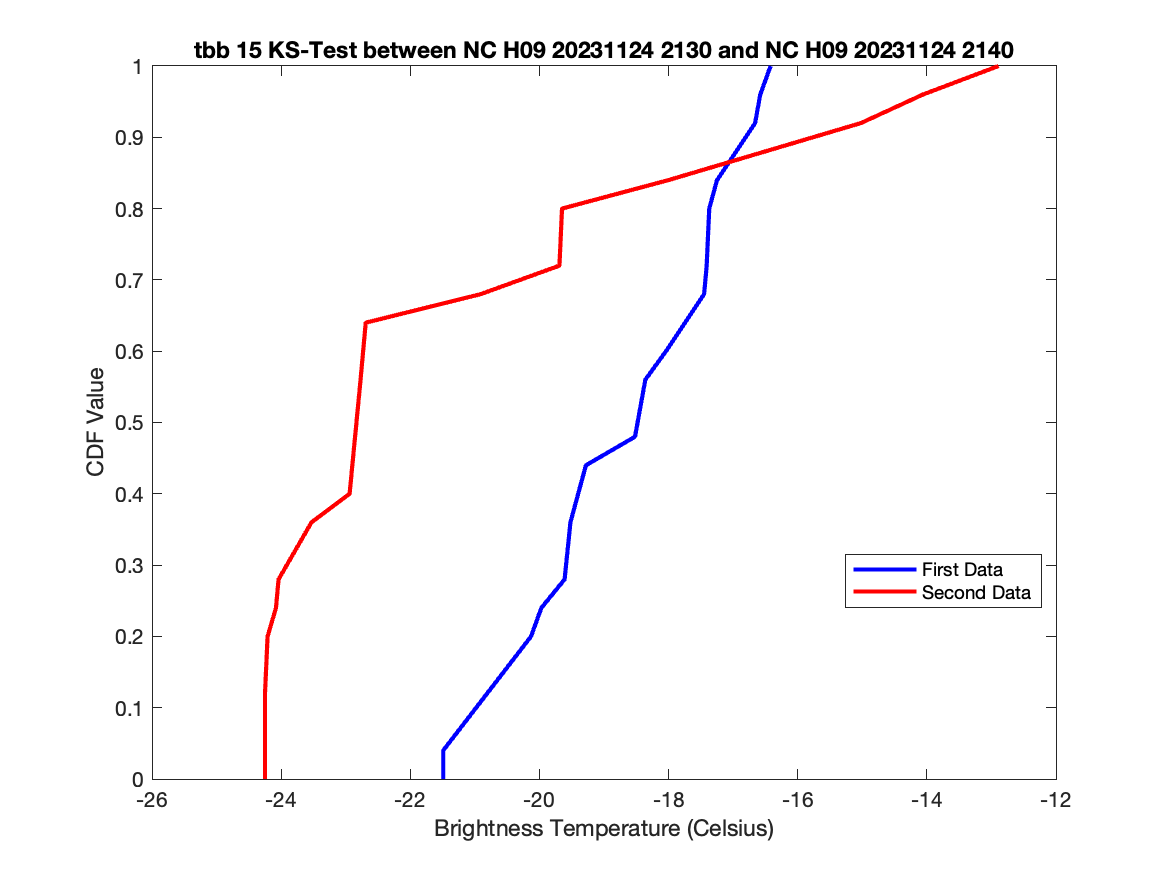 tbb 15 KS-Test between NC H09 20231124 2130 and NC H09 20231124 2140
1
0.9
0.8
0.7
0.6
0.5
0.4
0.3
0.2
0.1
0
CDF Value
First Data
Second Data
-26 -24 -22 -20 -18 -16 -14 -12
Brightness Temperature (Celsius)